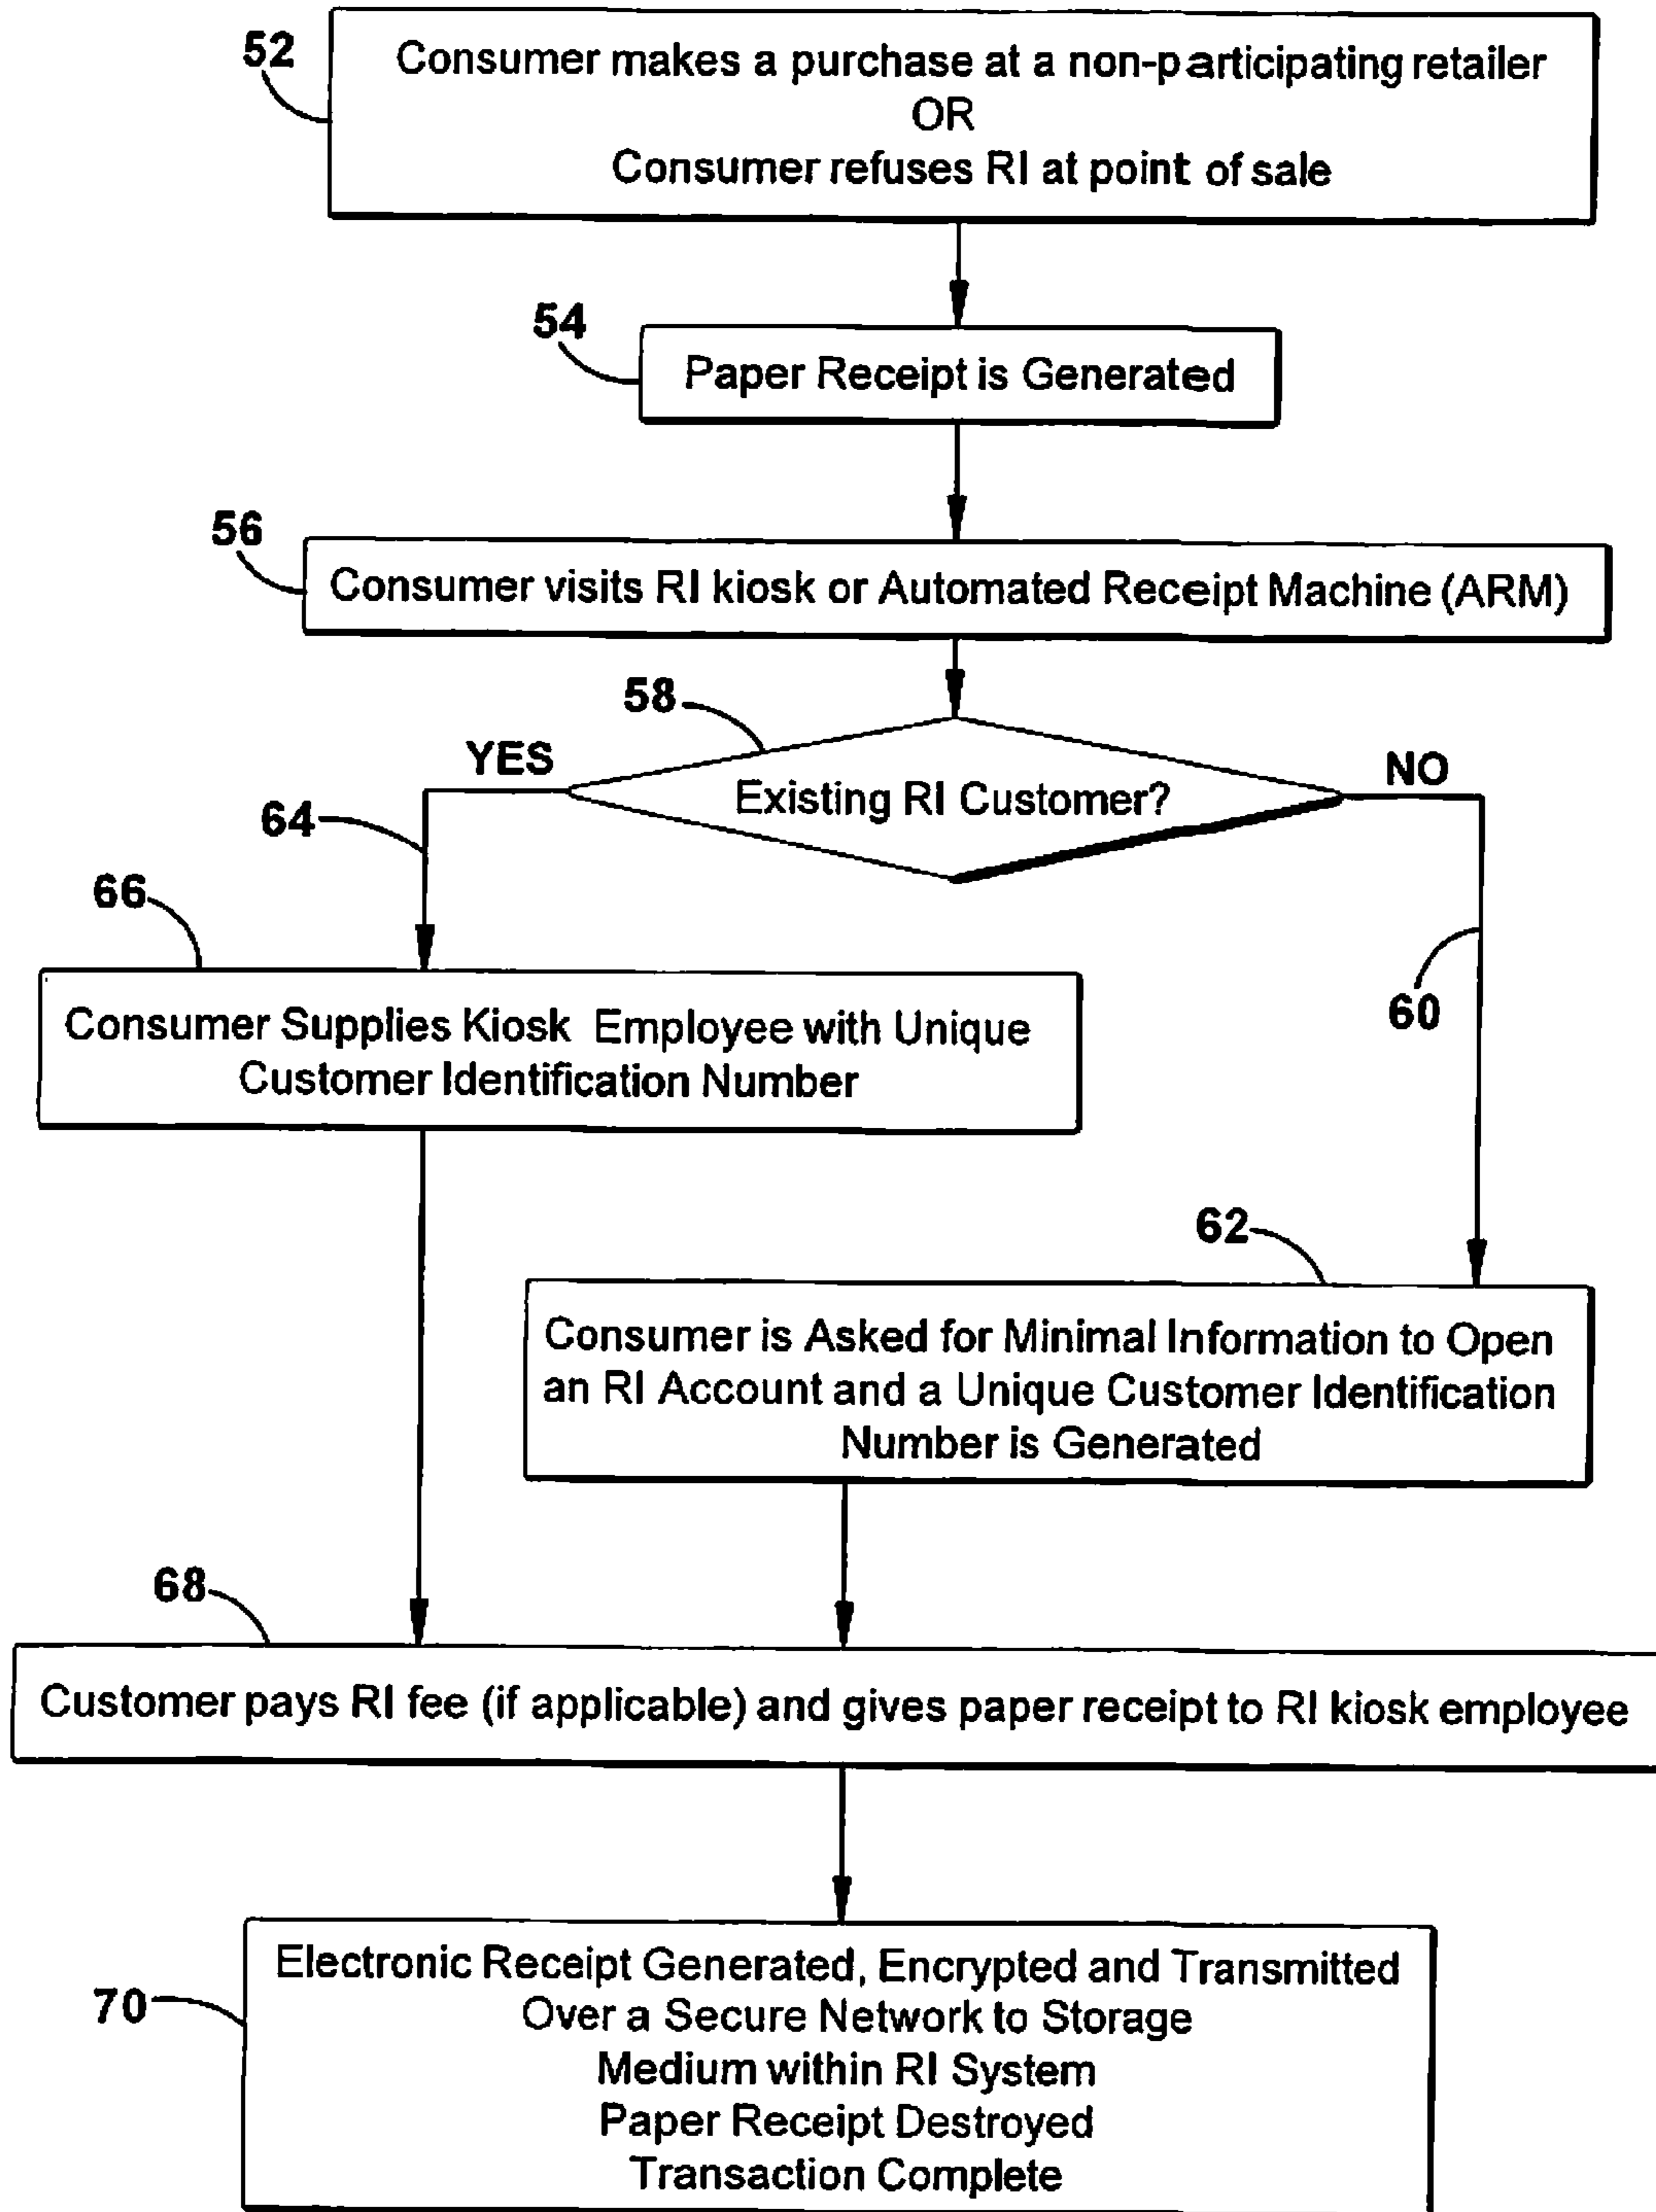 52
Consumer makes a purchase at a non-participating retailer
OR
Consumer refuses RI at point of sale
54
Paper Receipt is Generated
56
Consumer visits RI kiosk or Automated Receipt Machine (ARM)
58
YES
Existing RI Customer?
NO
64
66
60
Consumer Supplies Kiosk Employee with Unique
Customer Identification Number
62
Consumer is Asked for Minimal Information to Open
an RI Account and a Unique Customer Identification
Number is Generated
68
Customer pays RI fee (if applicable) and gives paper receipt to RI kiosk employee
70
Electronic Receipt Generated, Encrypted and Transmitted
Over a Secure Network to Storage
Medium within RI System
Paper Receipt Destroyed
Transaction Complete